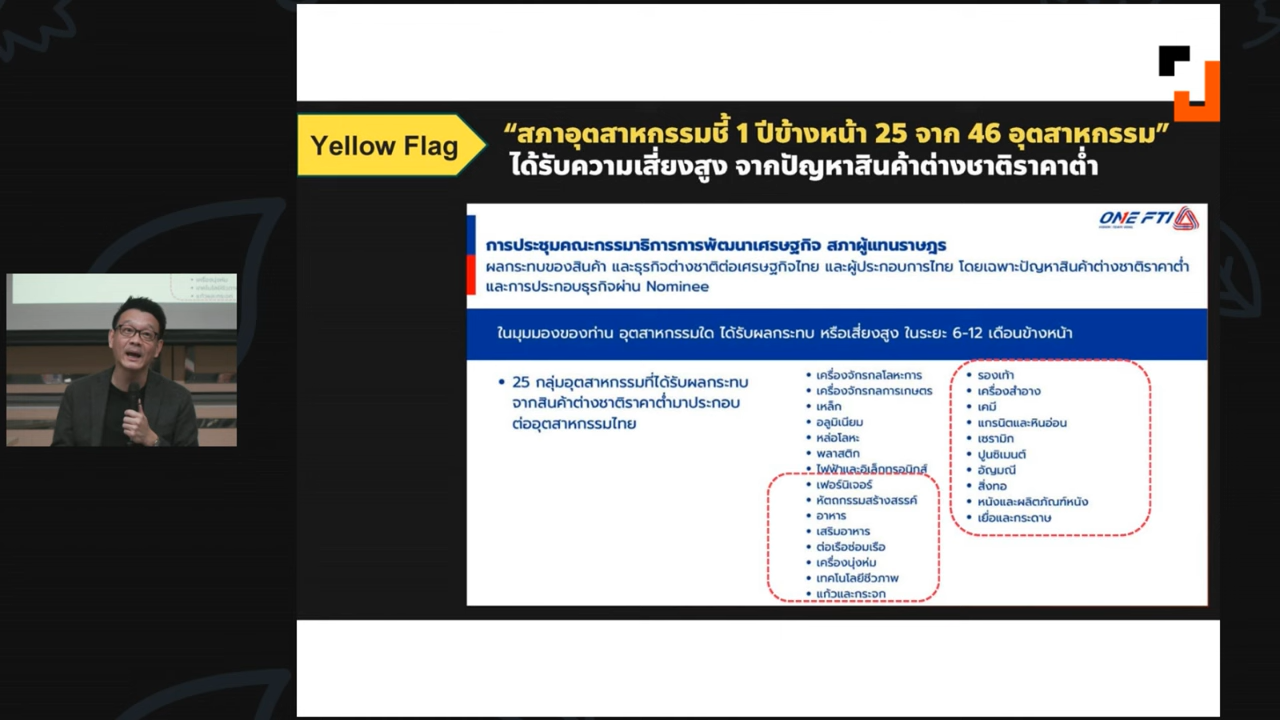 Yellow Flag
“สภาอุตสาหกรรมชี้ 1 ปีข้างหน้า 25 จาก 46 อุตสาหกรรม”
ได้รับความเสี่ยงสูง จากปัญหาสินค้าต่างชาติราคาต่ำ
ONE FTI
การประชุมคณะกรรมาธิการการพัฒนาเศรษฐกิจ สภาผู้แทนราษฎร
ผลกระทบของสินค้า และธุรกิจต่างชาติต่อเศรษฐกิจไทย และผู้ประกอบการไทย โดยเฉพาะปัญหาสินค้าต่างชาติราคาต่ำ
และการประกอบธุรกิจผ่าน Nominee
ในมุมมองของท่าน อุตสาหกรรมใด ได้รับผลกระทบ หรือเสี่ยงสูง ในระยะ 6-12 เดือนข้างหน้า
• 25 กลุ่มอุตสาหกรรมที่ได้รับผลกระทบ
จากสินค้าต่างชาติราคาต่ำมาประกอบ
ต่ออุตสาหกรรมไทย
• เครื่องจักรกลโลหะการ
• เครื่องจักรกลการเกษตร
• เหล็ก
• อลูมิเนียม
• หล่อโลหะ
• พลาสติก
• ไฟฟ้าและอิเล็กทรอนิกส์
• เฟอร์นิเจอร์
• หัตถกรรมสร้างสรรค์
• อาหาร
• เสริมอาหาร
• ต่อเรือซ่อมเรือ
• เครื่องนุ่งห่ม
• เทคโนโลยีชีวภาพ
• แก้วและกระจก
• รองเท้า
• เครื่องสำอาง
• เคมี
• แกรนิตและหินอ่อน
• เซรามิก
• ปูนซิเมนต์
• อัญมณี
• สิ่งทอ
• หนังและผลิตภัณฑ์หนัง
• เยื่อและกระดาษ